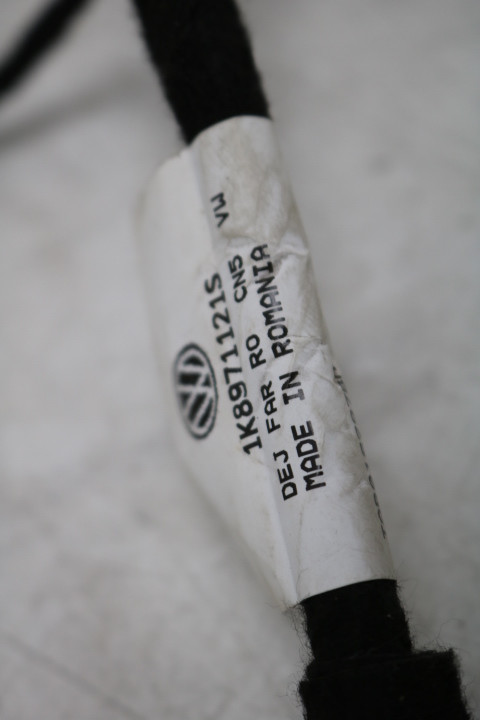 VW
1K8971121S
DEJ FAR RO CN5
MADE IN ROMANIA